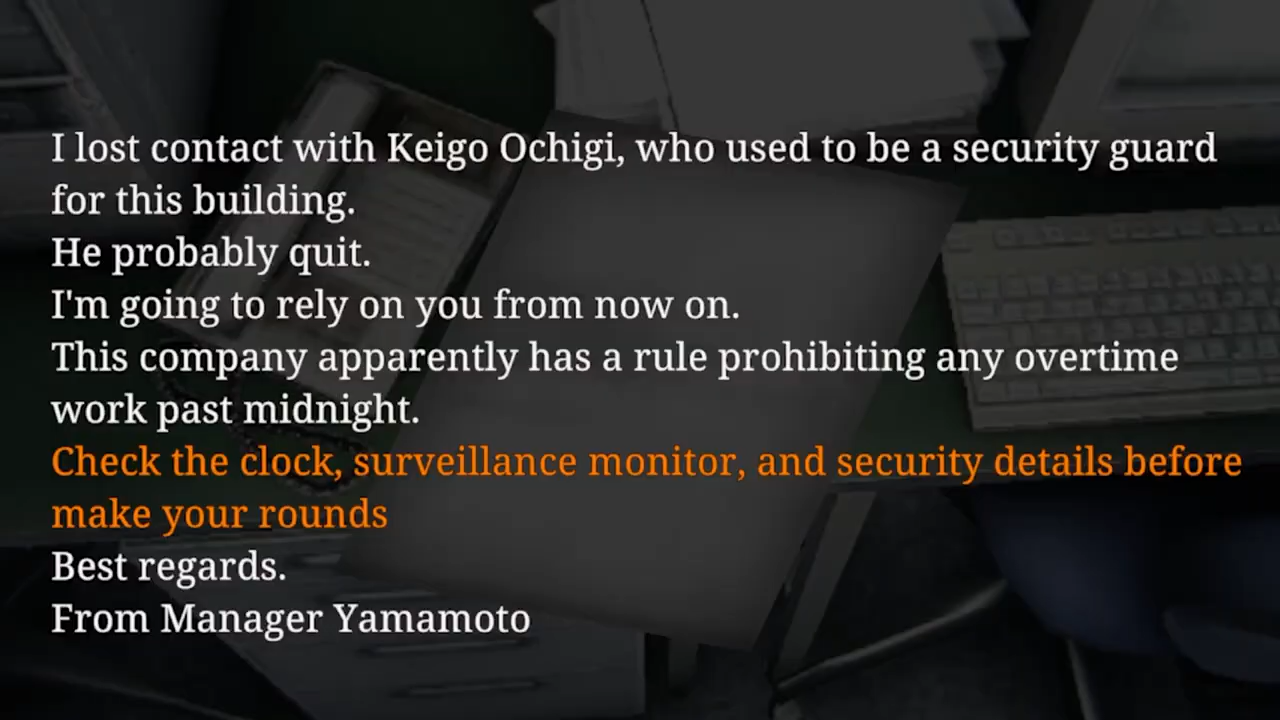 I lost contact with Keigo Ochigi, who used to be a security guard
for this building.
He probably quit.
I'm going to rely on you from now on.
This company apparently has a rule prohibiting any overtime
work past midnight.
Check the clock, surveillance monitor, and security details before
make your rounds
Best regards.
From Manager Yamamoto